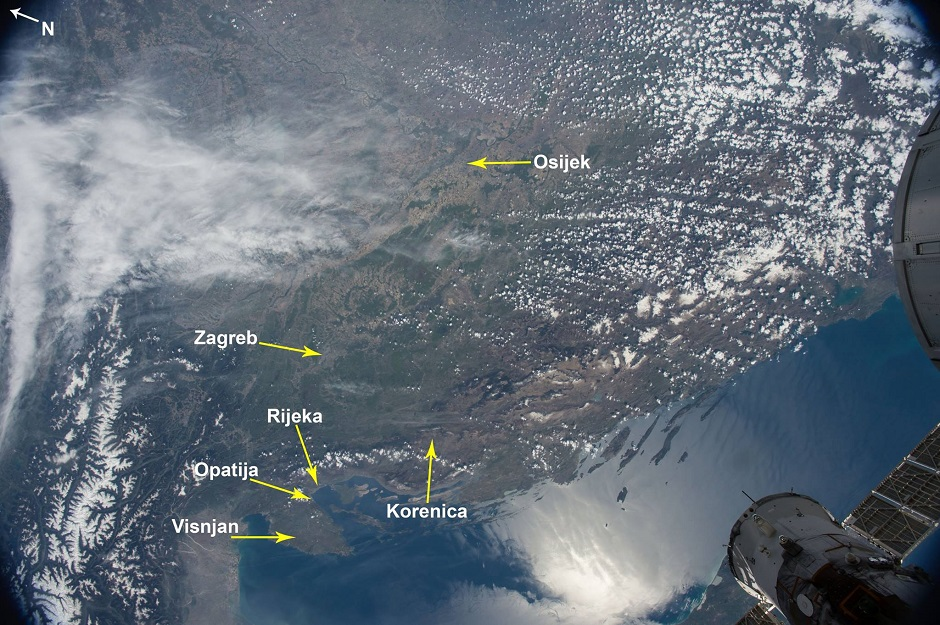 N
Osijek
Zagreb
Rijeka
Opatija
Korenica
Visnjan